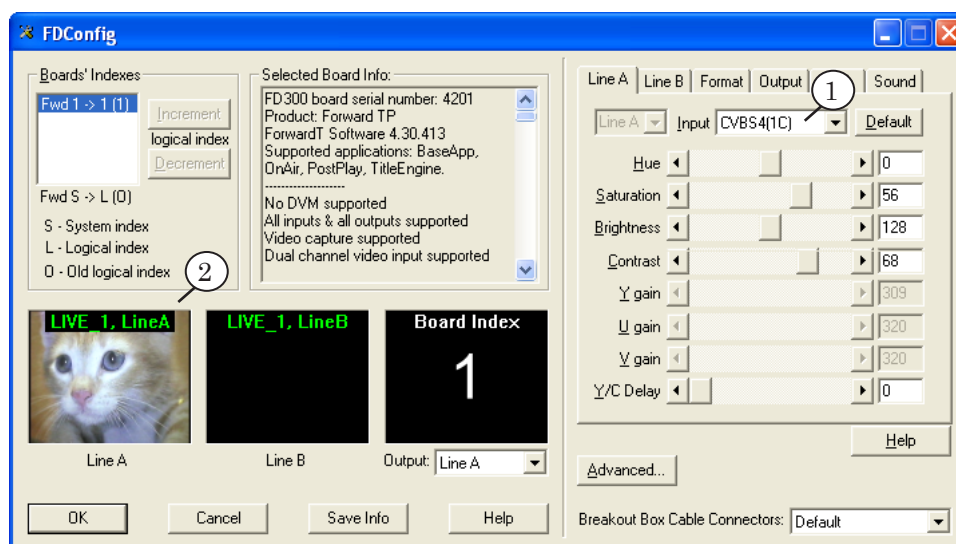 FDConfig
Boards' Indexes
Fwd 1 -> 1 (1)
Increment
logical index
Decrement
Fwd S -> L (O)
S - System index
L - Logical index
O - Old logical index
2
Selected Board Info:
FD300 board serial number: 4201
Product: Forward TP
ForwardT Software 4.30.413
Supported applications: BaseApp,
OnAir, PostPlay, TitleEngine.
--------------------
No DVM supported
All inputs & all outputs supported
Video capture supported
Dual channel video input supported
LIVE_1, LineA
LIVE_1, LineB
Board Index
1
Line A
Line B
Output: Line A
OK
Cancel
Save Info
Help
Line A
Line B
Format
Output
Sound
1
Line A
Input
CVBS4(1C)
Default
Hue 0
Saturation 56
Brightness 128
Contrast 68
Y gain 309
U gain 320
V gain 320
Y/C Delay 0
Help
Advanced...
Breakout Box Cable Connectors: Default